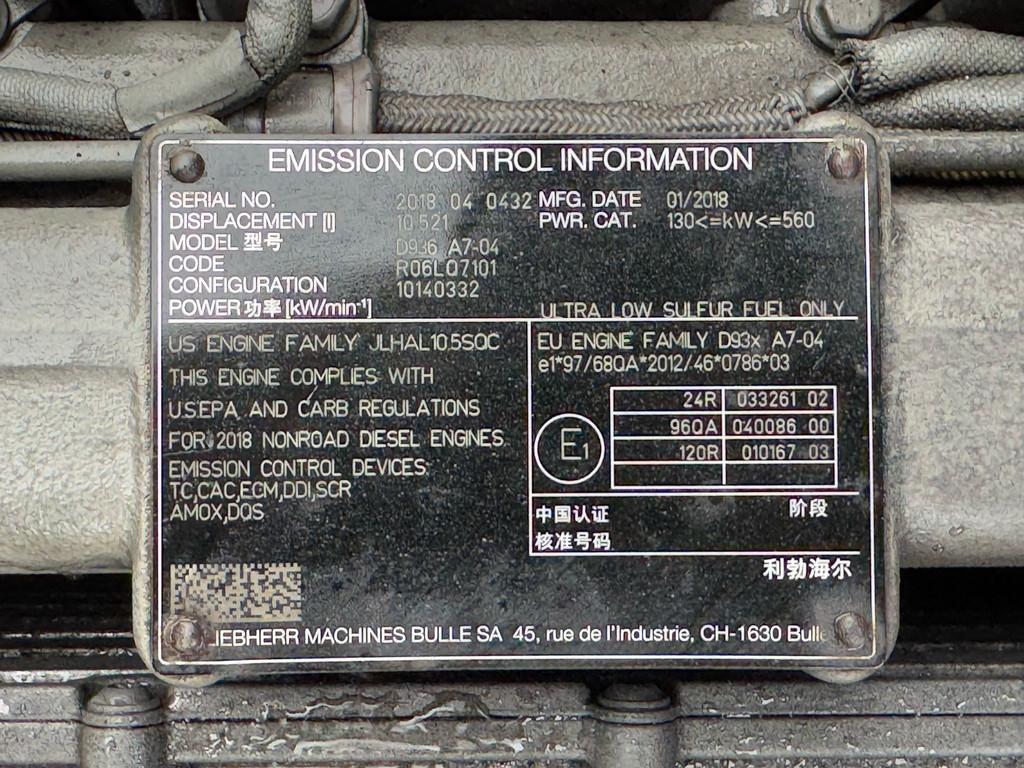 EMISSION CONTROL INFORMATION
SERIAL NO. 2018 04 0432 MFG. DATE 01/2018
DISPLACEMENT [l] 10.521 PWR. CAT. 130<=kW<=560
MODEL 型号 D936 A7-04
CODE R06LQ7101
CONFIGURATION 10140332
POWER 功率 [kW/min-1] ULTRA LOW SULFUR FUEL ONLY
US ENGINE FAMILY JLHAL10.5SQC
THIS ENGINE COMPLIES WITH
U.S.EPA AND CARB REGULATIONS
FOR 2018 NONROAD DIESEL ENGINES.
EMISSION CONTROL DEVICES:
TC,CAC,ECM,DDI,SCR
AMOX,DQS
EU ENGINE FAMILY D93x A7-04
e1*97/68QA*2012/46*0786*03
E1
24R 033261 02
96QA 040086 00
120R 010167 03
中国认证 阶段
核准号码
利勃海尔
LIEBHERR MACHINES BULLE SA 45, rue de l'Industrie, CH-1630 Bulle